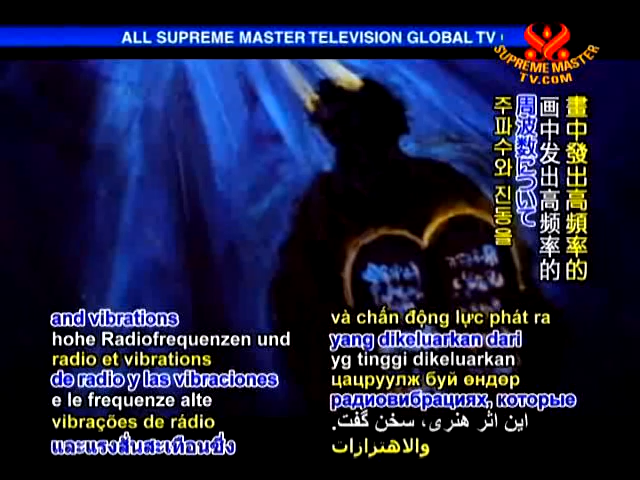 ALL SUPREME MASTER TELEVISION GLOBAL TV
SUPREME MASTER
TV.COM
畫中發出高頻率的
画中发出高频率的
周波数について
주파수와 진동을
and vibrations
hohe Radiofrequenzen und
radio et vibrations
de radio y las vibraciones
e le frequenze alte
vibrações de rádio
และแรงสั่นสะเทือนซึ่ง
và chấn động lực phát ra
yang dikeluarkan dari
yg tinggi dikeluarkan
цацруулж буй өндөр
радиовибрациях, которые
این اثر هنری، سخن گفت.
والاهتزازات